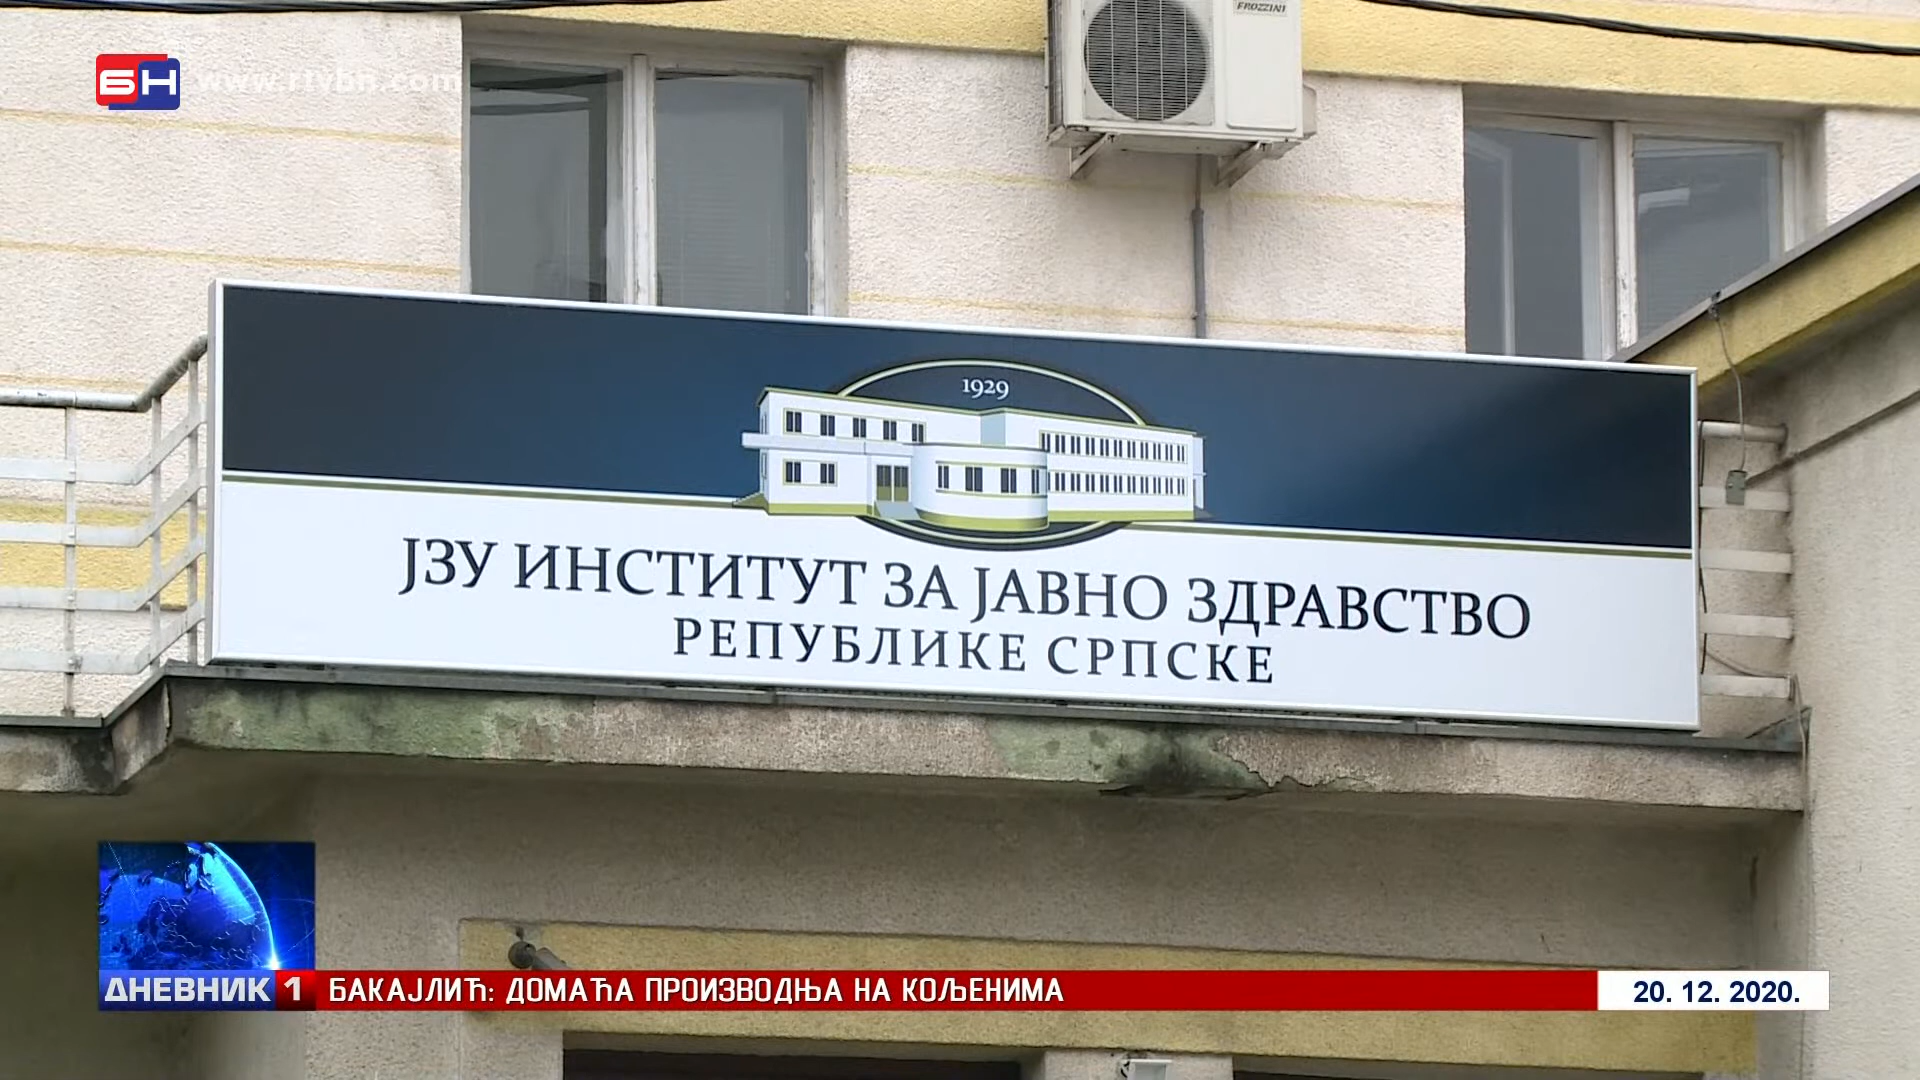 FROZZINI
БН www.rtvbn.com
1929
ЈЗУ ИНСТИТУТ ЗА ЈАВНО ЗДРАВСТВО
РЕПУБЛИКЕ СРПСКЕ
ДНЕВНИК 1 БАКАЈЛИЋ: ДОМАЋА ПРОИЗВОДЊА НА КОЉЕНИМА 20. 12. 2020.